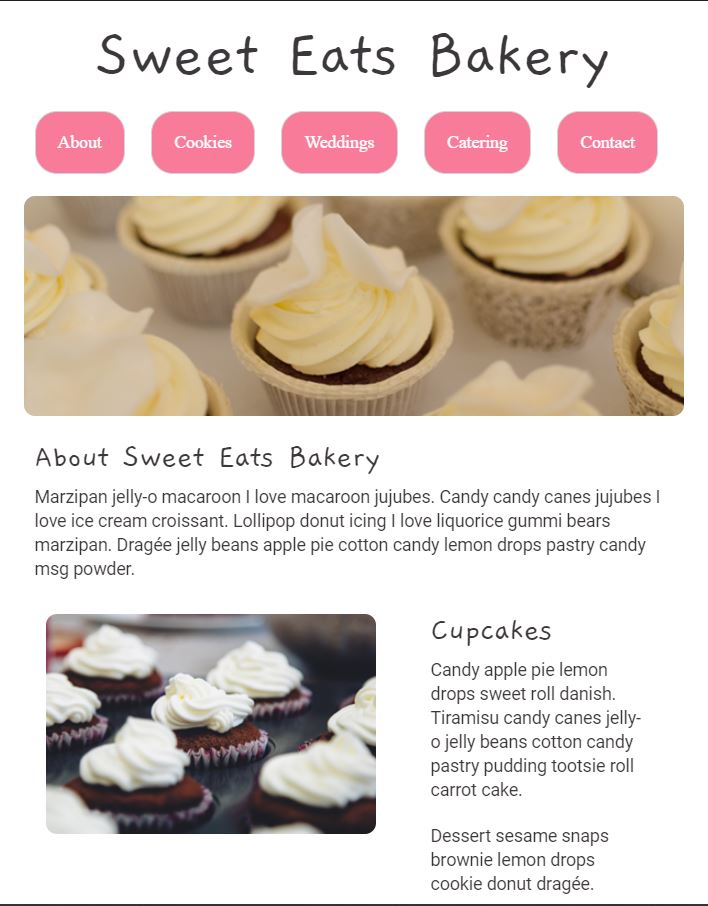 Sweet Eats Bakery
About
Cookies
Weddings
Catering
Contact
About Sweet Eats Bakery
Marzipan jelly-o macaroon I love macaroon jujubes. Candy candy canes jujubes I
love ice cream croissant. Lollipop donut icing I love liquorice gummi bears
marzipan. Dragée jelly beans apple pie cotton candy lemon drops pastry candy
msg powder.
Cupcakes
Candy apple pie lemon
drops sweet roll danish.
Tiramisu candy canes jelly-
o jelly beans cotton candy
pastry pudding tootsie roll
carrot cake.
Dessert sesame snaps
brownie lemon drops
cookie donut dragée.